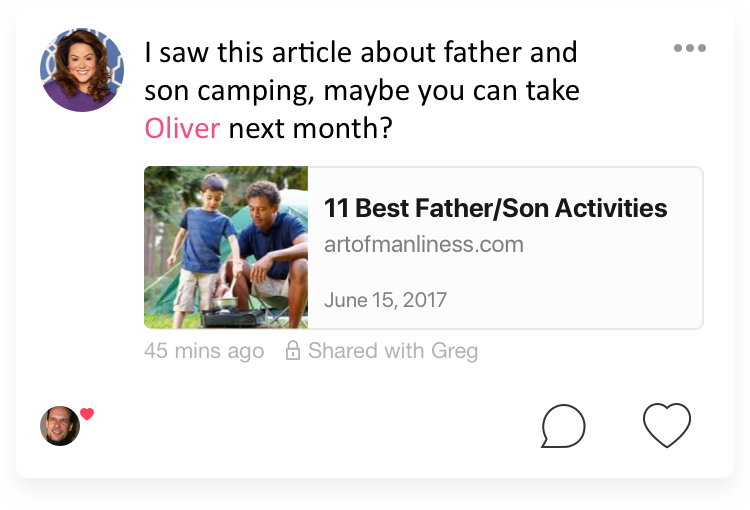 I saw this article about father and
son camping, maybe you can take
Oliver next month?
11 Best Father/Son Activities
artofmanliness.com
June 15, 2017
45 mins ago Shared with Greg